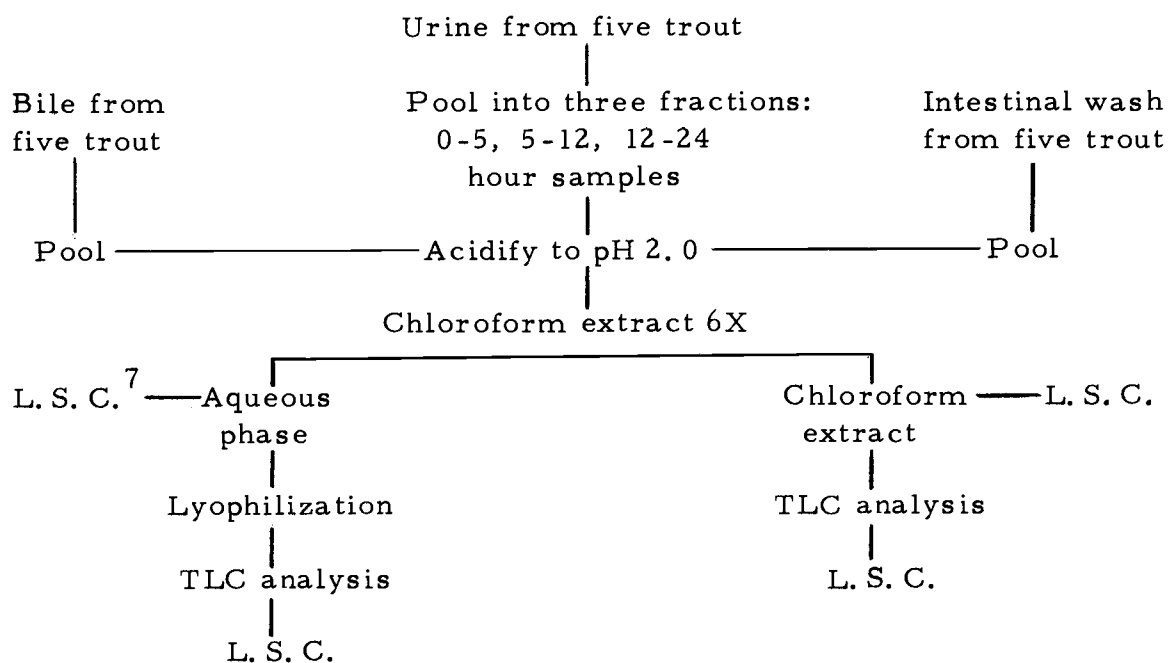 Urine from five trout
Bile from
five trout
Pool into three fractions:
0-5, 5-12, 12-24
hour samples
Intestinal wash
from five trout
Pool
Acidify to pH 2.0
Pool
Chloroform extract 6X
L. S. C.7
Aqueous
phase
Chloroform
extract
L. S. C.
Lyophilization
TLC analysis
TLC analysis
L. S. C.
L. S. C.